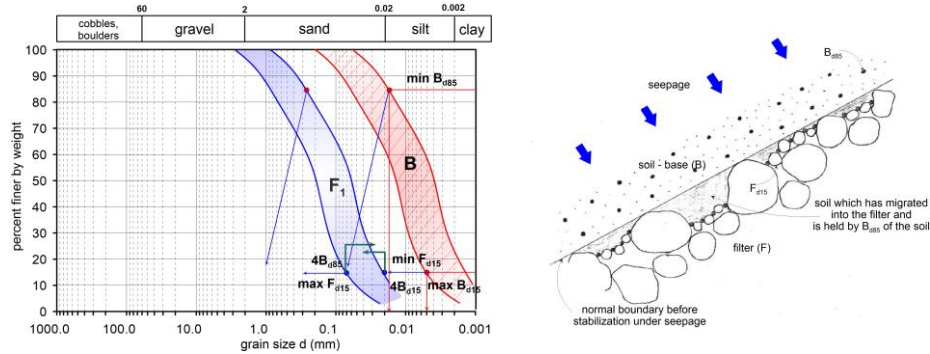 60 2 0.02 0.002
cobbles,
boulders
gravel
sand
silt
clay
100
90
80
70
60
50
40
30
20
10
0
percent finer by weight
min Bd85
B
F1
4Bd85
max Fd15
min Fd15
4Bd15
max Bd15
1000.0 100.0 10.0 1.0 0.1 0.01 0.001
grain size d (mm)
Bd85
seepage
soil - base (B)
Fd15
soil which has migrated
into the filter and
is held by Bd85 of the soil
filter (F)
normal boundary before
stabilization under seepage